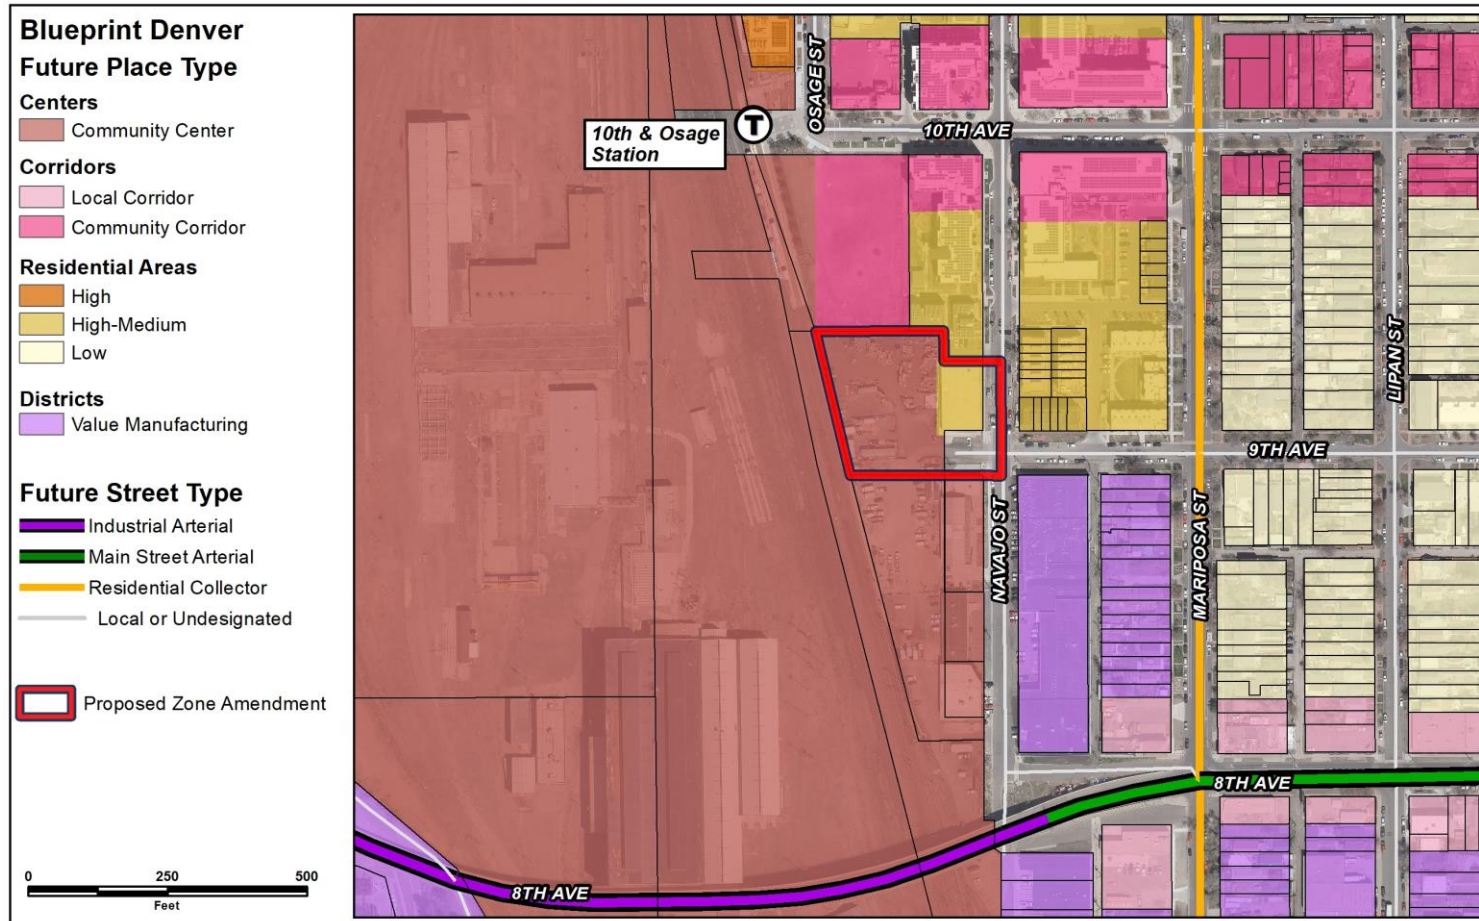 Blueprint Denver
Future Place Type
Centers
Community Center
Corridors
Local Corridor
Community Corridor
Residential Areas
High
High-Medium
Low
Districts
Value Manufacturing
Future Street Type
Industrial Arterial
Main Street Arterial
Residential Collector
Local or Undesignated
Proposed Zone Amendment
0 250 500
Feet
OSAGE ST
T
10th & Osage
Station
10TH AVE
LIPAN ST
9TH AVE
NAVAJO ST
MARIPOSA ST
8TH AVE
8TH AVE